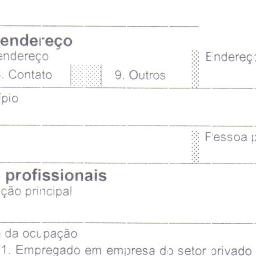 endereço
endereço
Endereç
. Contato
9. Outros
pio
Pessoa
profissionais
ção principal
da ocupação
1. Empregado em empresa do setor privado